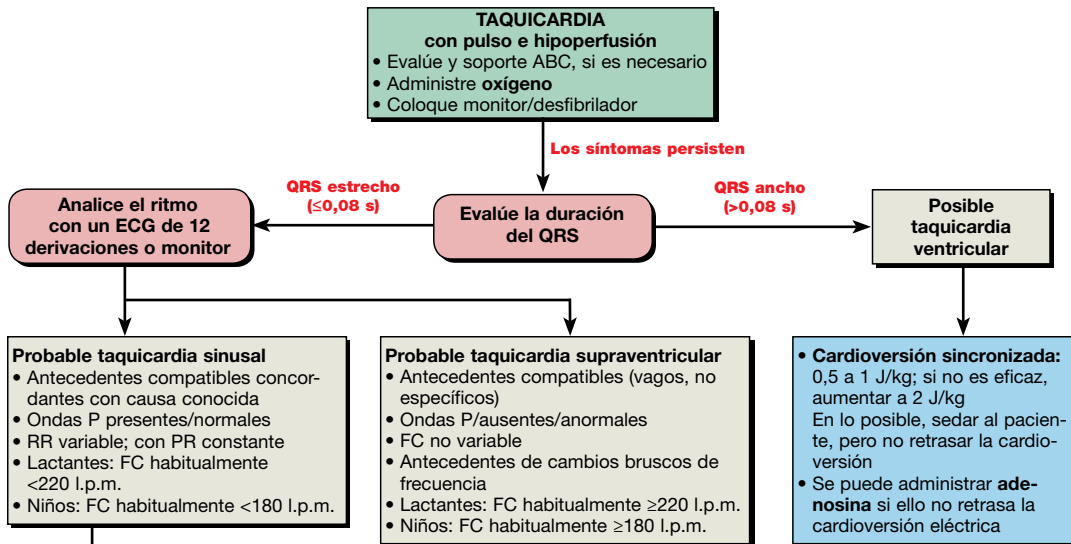 TAQUICARDIA
con pulso e hipoperfusión
• Evalúe y soporte ABC, si es necesario
• Administre oxígeno
• Coloque monitor/desfibrilador
Los síntomas persisten
Analice el ritmo
con un ECG de 12
derivaciones o monitor
QRS estrecho
(≤0,08 s)
Evalúe la duración
del QRS
QRS ancho
(>0,08 s)
Posible
taquicardia
ventricular
Probable taquicardia sinusal
• Antecedentes compatibles concor-
dantes con causa conocida
• Ondas P presentes/normales
• RR variable; con PR constante
• Lactantes: FC habitualmente
<220 l.p.m.
• Niños: FC habitualmente <180 l.p.m.
Probable taquicardia supraventricular
• Antecedentes compatibles (vagos, no
específicos)
• Ondas P/ausentes/anormales
• FC no variable
• Antecedentes de cambios bruscos de
frecuencia
• Lactantes: FC habitualmente ≥220 l.p.m.
• Niños: FC habitualmente ≥180 l.p.m.
• Cardioversión sincronizada:
0,5 a 1 J/kg; si no es eficaz,
aumentar a 2 J/kg
En lo posible, sedar al pacien-
te, pero no retrasar la cardio-
versión
• Se puede administrar ade-
nosina si ello no retrasa la
cardioversión eléctrica